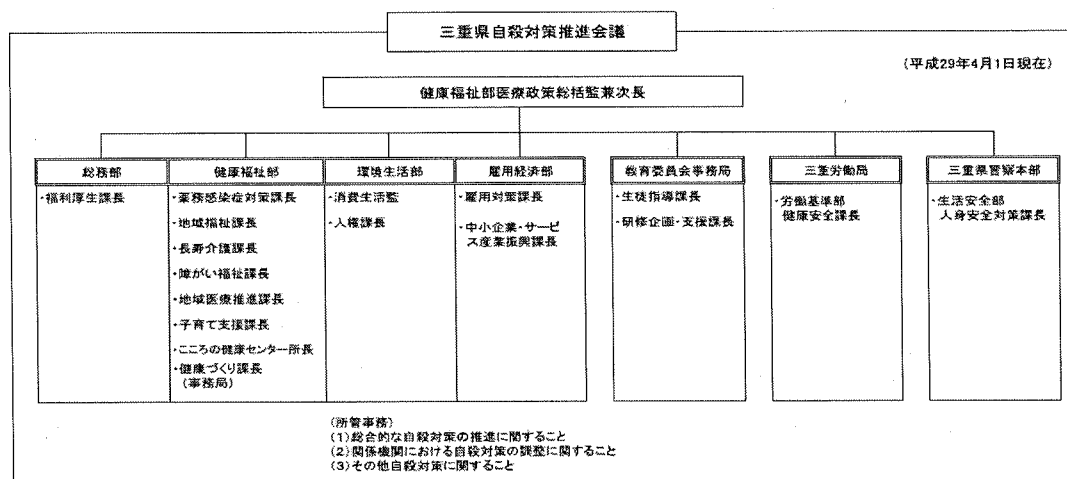 三重県自殺対策推進会議
(平成29年4月1日現在)
健康福祉部医療政策総括監兼次長
総務部
・福利厚生課長
健康福祉部
・薬務感染症対策課長
・地域福祉課長
・長寿介護課長
・障がい福祉課長
・地域医療推進課長
・子育て支援課長
・こころの健康センター所長
・健康づくり課長
(事務局)
環境生活部
・消費生活監
・人権課長
雇用経済部
・雇用対策課長
・中小企業・サービ
ス産業振興課長
教育委員会事務局
・生徒指導課長
・研修企画・支援課長
三重労働局
・労働基準部
健康安全課長
三重県警察本部
・生活安全部
人身安全対策課長
(所管事務)
(1)総合的な自殺対策の推進に関すること
(2)関係機関における自殺対策の調整に関すること
(3)その他自殺対策に関すること